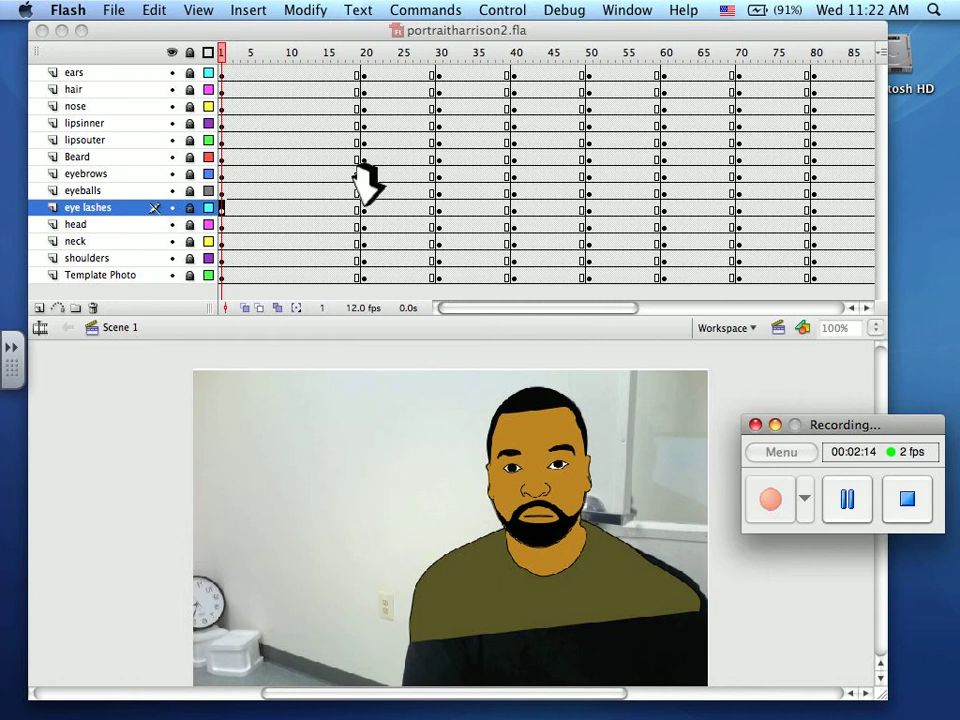 Flash File Edit View Insert Modify Text Commands Control Debug Window Help (91%) Wed 11:22 AM
portraitharrison2.fla
1 5 10 15 20 25 30 35 40 45 50 55 60 65 70 75 80 85
ears
tosh HD
hair
nose
lipsinner
lipsouter
Beard
eyebrows
eyeballs
eye lashes
head
neck
shoulders
Template Photo
1 12.0 fps 0.0s
Scene 1 Workspace 100%
Recording...
Menu 00:02:14 2 fps